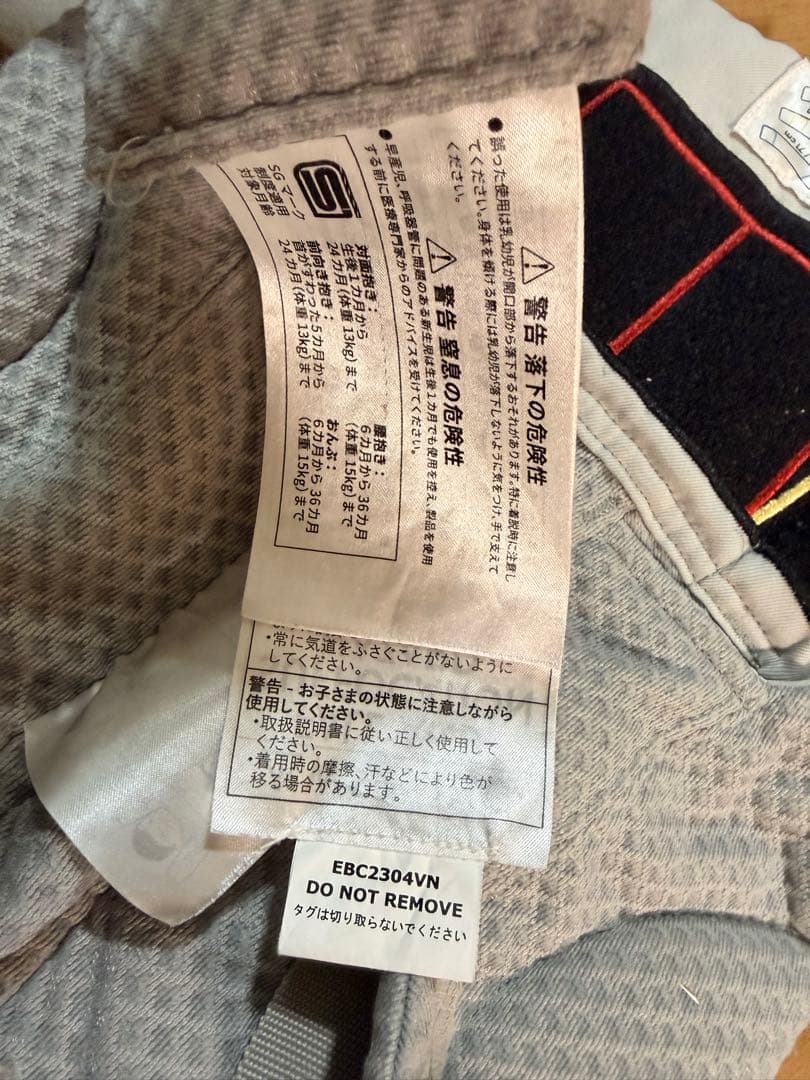 ⚠警告 落下の危険性
● 誤った使用は乳幼児が開口部から落下するおそれがあります。特に着脱時に注意し
てください。身体を傾ける際には乳幼児が落下しないように気をつけ、手で支えて
ください。
⚠警告 窒息の危険性
● 早産児、呼吸器管に問題のある新生児は生後1カ月でも使用を控え、製品を使用
する前に医療専門家からのアドバイスを受けてください。
SG マーク
制度適用
対象月齢
対面抱き:
生後1カ月から
24カ月(体重13kg)まで
前向き抱き:
首がすわった5カ月から
24カ月(体重13kg)まで
腰抱き:
6カ月から36カ月
(体重15kg)まで
おんぶ:
6カ月から36カ月
(体重15kg)まで
・常に気道をふさぐことがないように
してください。
警告 - お子さまの状態に注意しながら
使用してください。
・取扱説明書に従い正しく使用して
ください。
・着用時の摩擦、汗などにより色が
移る場合があります。
EBC2304VN
DO NOT REMOVE
タグは切り取らないでください